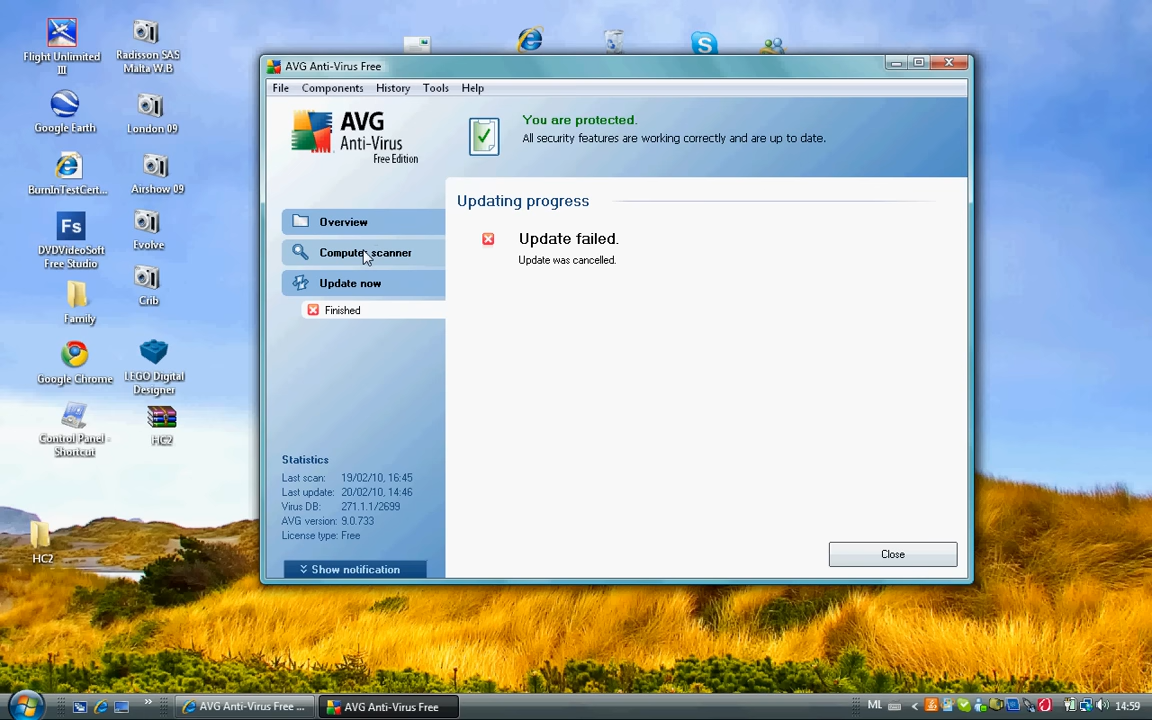 Flight Unlimited
III
Radisson SAS
Malta W.B
Google Earth
London 09
BurnInTestCert...
Airshow 09
Fs
DVDVideoSoft
Free Studio
Evolve
Family
Crib
Google Chrome
LEGO Digital
Designer
Control Panel -
Shortcut
HC2
HC2
AVG Anti-Virus Free
File Components History Tools Help
AVG
Anti-Virus
Free Edition
You are protected.
All security features are working correctly and are up to date.
Overview
Computer scanner
Update now
Finished
Updating progress
Update failed.
Update was cancelled.
Statistics
Last scan: 19/02/10, 16:45
Last update: 20/02/10, 14:46
Virus DB: 271.1.1/2699
AVG version: 9.0.733
License type: Free
Show notification
Close
AVG Anti-Virus Free ...
AVG Anti-Virus Free
ML
14:59